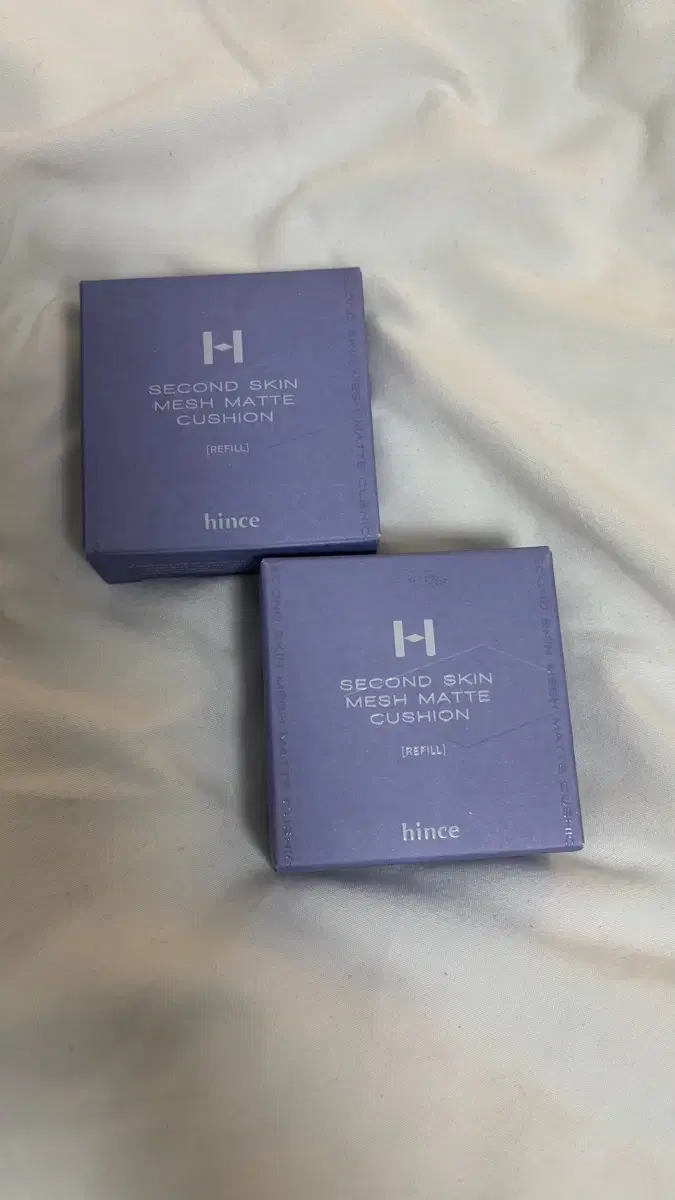 H
SECOND SKIN
MESH MATTE
CUSHION
[REFILL]
hince
H
SECOND SKIN
MESH MATTE
CUSHION
[REFILL]
hince